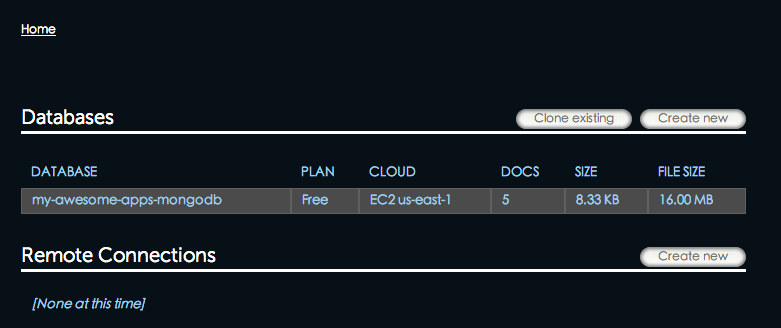 Home
Databases Clone existing Create new
DATABASE PLAN CLOUD DOCS SIZE FILE SIZE
my-awesome-apps-mongodb Free EC2 us-east-1 5 8.33 KB 16.00 MB
Remote Connections Create new
[None at this time]